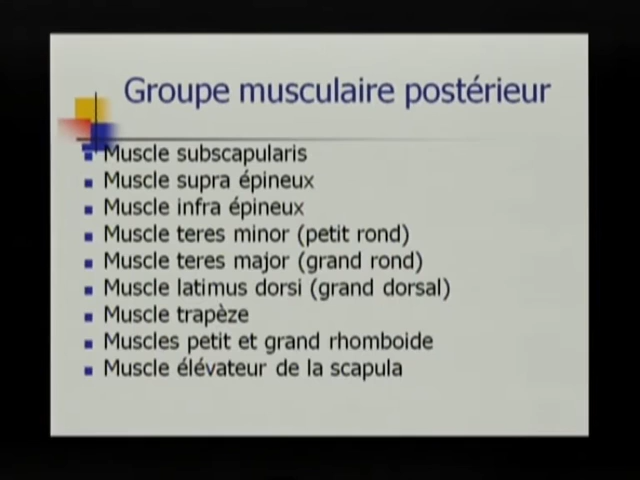 Groupe musculaire postérieur
Muscle subscapularis
Muscle supra épineux
Muscle infra épineux
Muscle teres minor (petit rond)
Muscle teres major (grand rond)
Muscle latimus dorsi (grand dorsal)
Muscle trapèze
Muscles petit et grand rhomboide
Muscle élévateur de la scapula